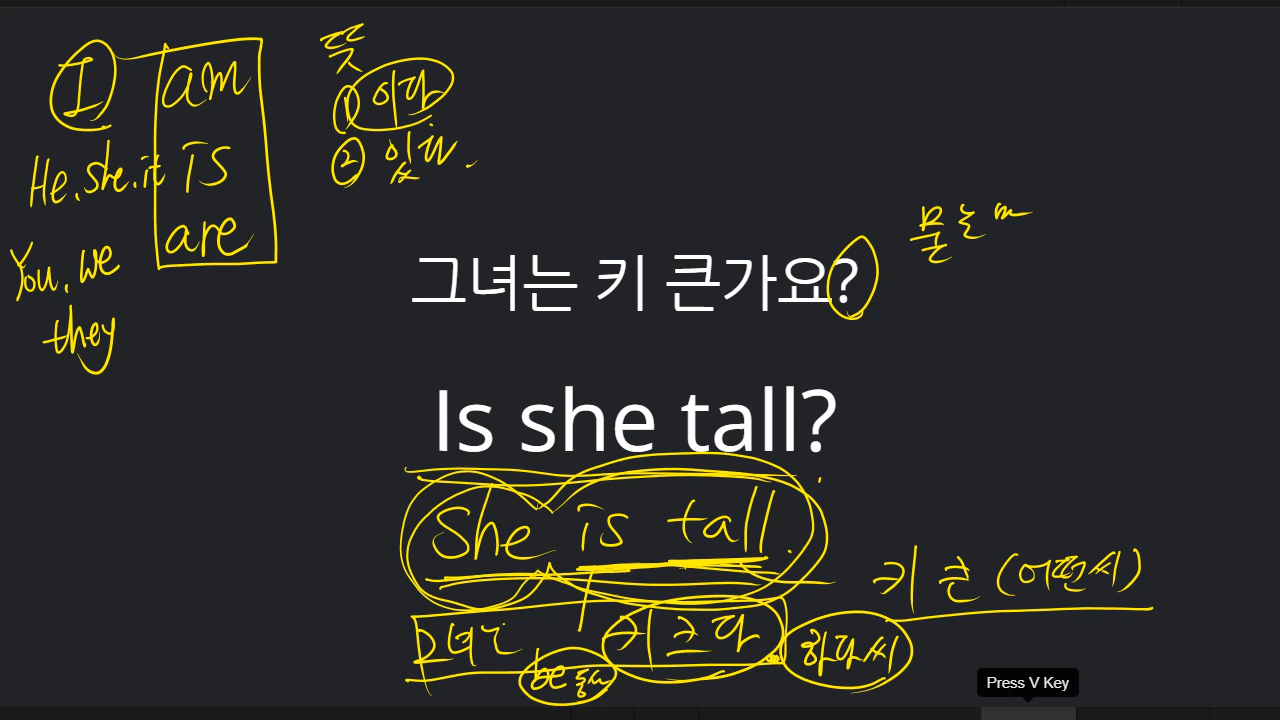 I am
He. she. it is
You, we are
they
뜻
① 이다
② 있다.
묻는
그녀는 키 큰가요?
Is she tall?
She is tall.
키 큰 (어떤씨)
그녀는 키크다. 하다씨
be동사
Press V Key